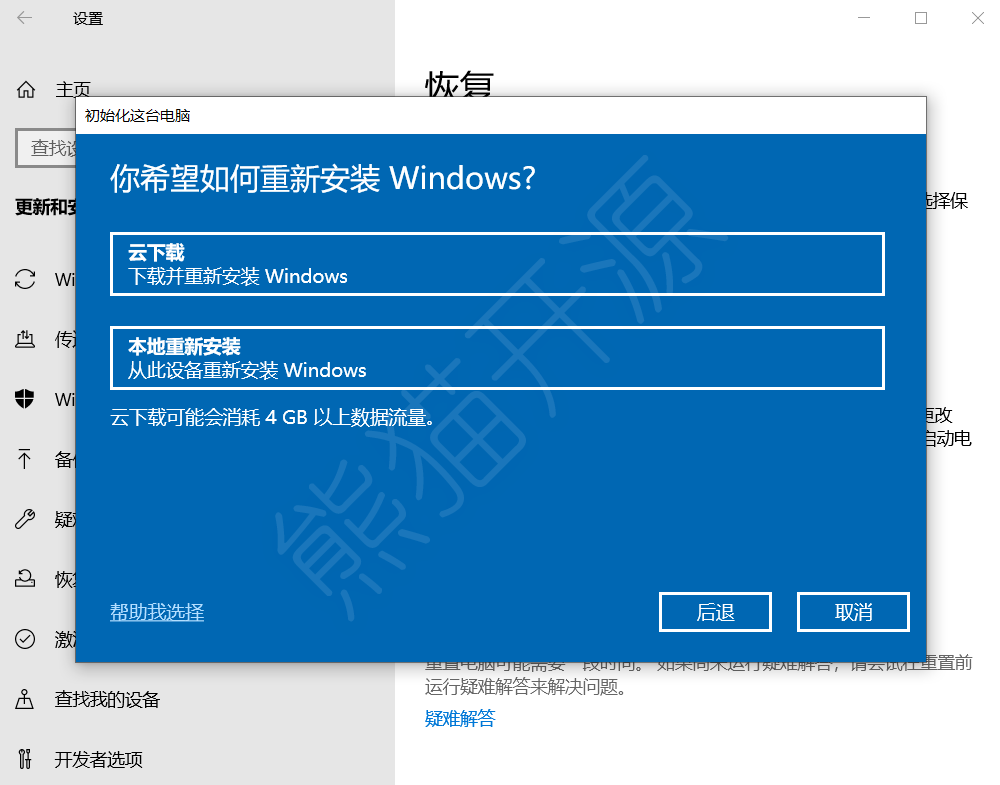 设置
恢复
主页
初始化这台电脑
查找设
你希望如何重新安装 Windows?
选择保
更新和安
云下载
下载并重新安装 Windows
Wi
传递
本地重新安装
从此设备重新安装 Windows
Wi
云下载可能会消耗 4 GB 以上数据流量。
更改
启动电
备份
疑难
恢复
激活
帮助我选择
后退
取消
重置电脑可能需要一段时间。 如果尚未运行疑难解答，请尝试在重置前
运行疑难解答来解决问题。
查找我的设备
疑难解答
开发者选项
熊猫开源